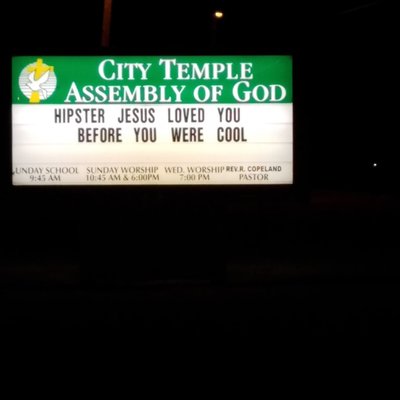 CITY TEMPLE
ASSEMBLY OF GOD
HIPSTER JESUS LOVED YOU
BEFORE YOU WERE COOL
UNDAY SCHOOL SUNDAY WORSHIP WED. WORSHIP REV.R. COPELAND
9:45 AM 10:45 AM & 6:00PM 7:00 PM PASTOR